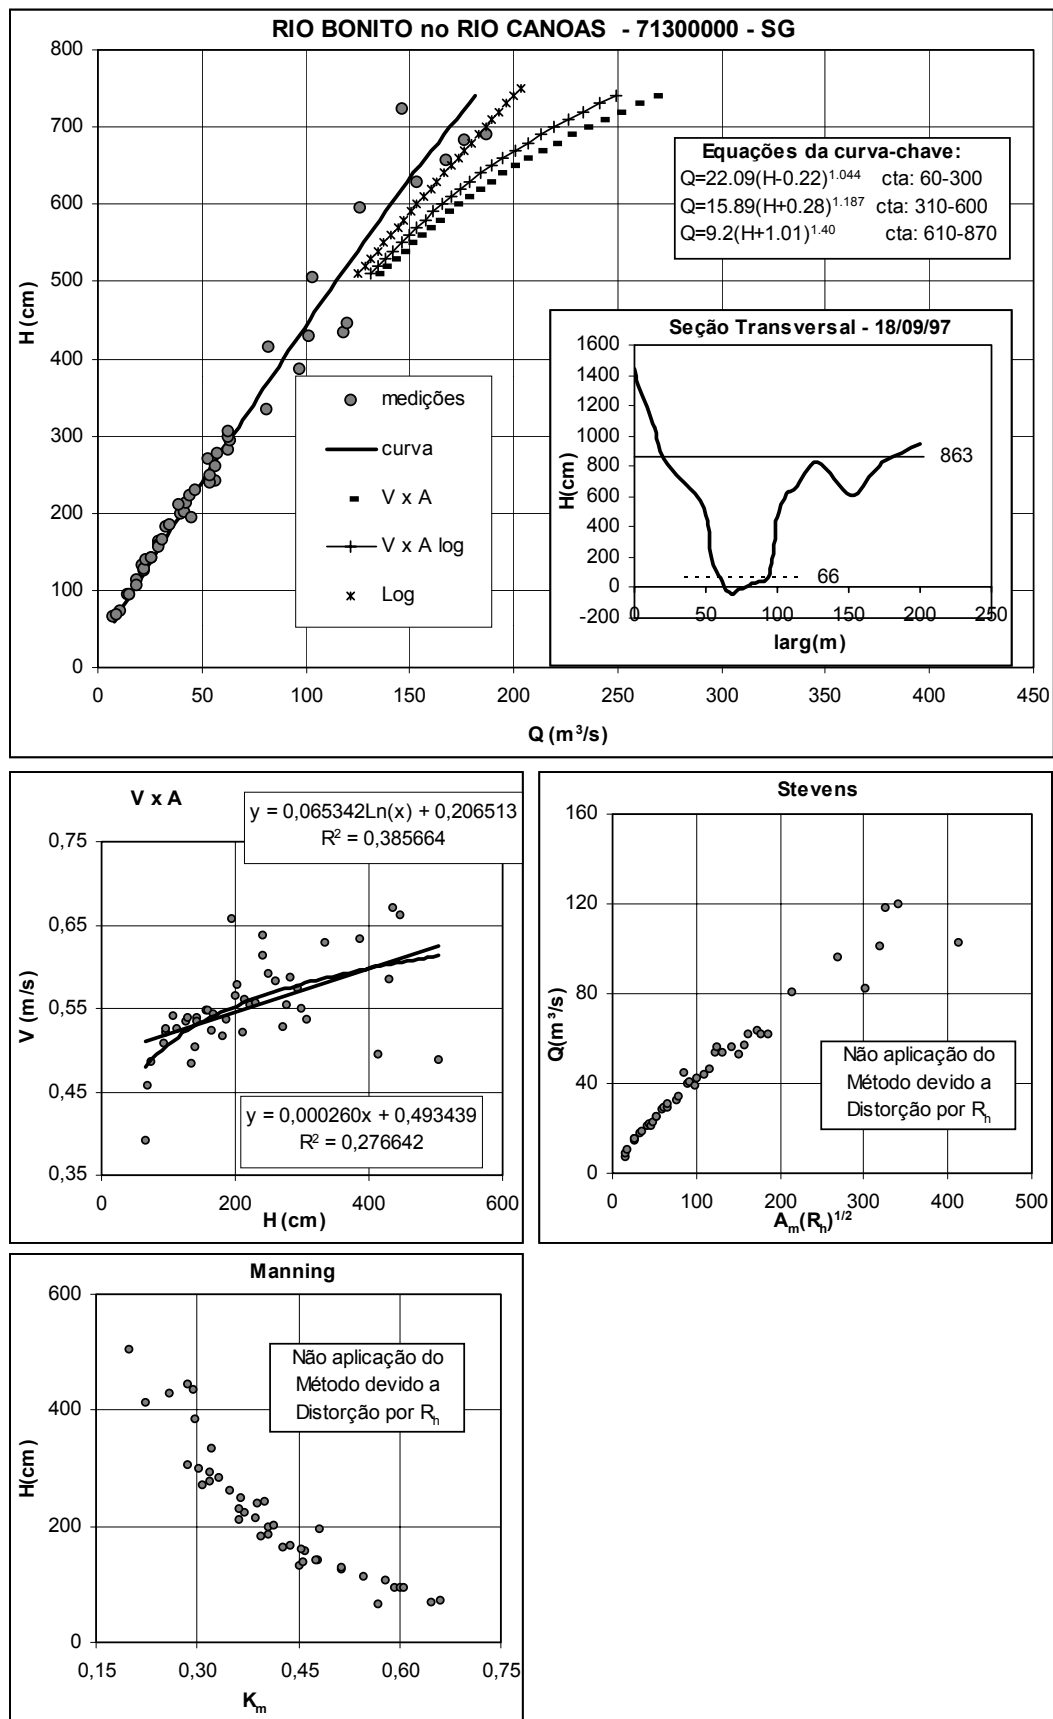 RIO BONITO no RIO CANOAS - 71300000 - SG
800
700
600
500
400
300
200
100
0
H (cm)
0 50 100 150 200 250 300 350 400 450
Q (m³/s)
Equações da curva-chave:
Q=22.09(H-0.22)^1.044 cta: 60-300
Q=15.89(H+0.28)^1.187 cta: 310-600
Q=9.2(H+1.01)^1.40 cta: 610-870
medições
curva
V x A
V x A log
Log
Seção Transversal - 18/09/97
1600
1400
1200
1000
800
600
400
200
0
-200
H(cm)
863
66
0 50 100 150 200 250
larg(m)
V x A
y = 0,065342Ln(x) + 0,206513
R² = 0,385664
0,75
0,65
0,55
0,45
0,35
V (m/s)
y = 0,000260x + 0,493439
R² = 0,276642
0 200 400 600
H (cm)
Stevens
160
120
80
40
0
Q(m³/s)
Não aplicação do
Método devido a
Distorção por Rₕ
0 100 200 300 400 500
Aₘ(Rₕ)^1/2
Manning
600
400
200
0
H(cm)
Não aplicação do
Método devido a
Distorção por Rₕ
0,15 0,30 0,45 0,60 0,75
Kₘ